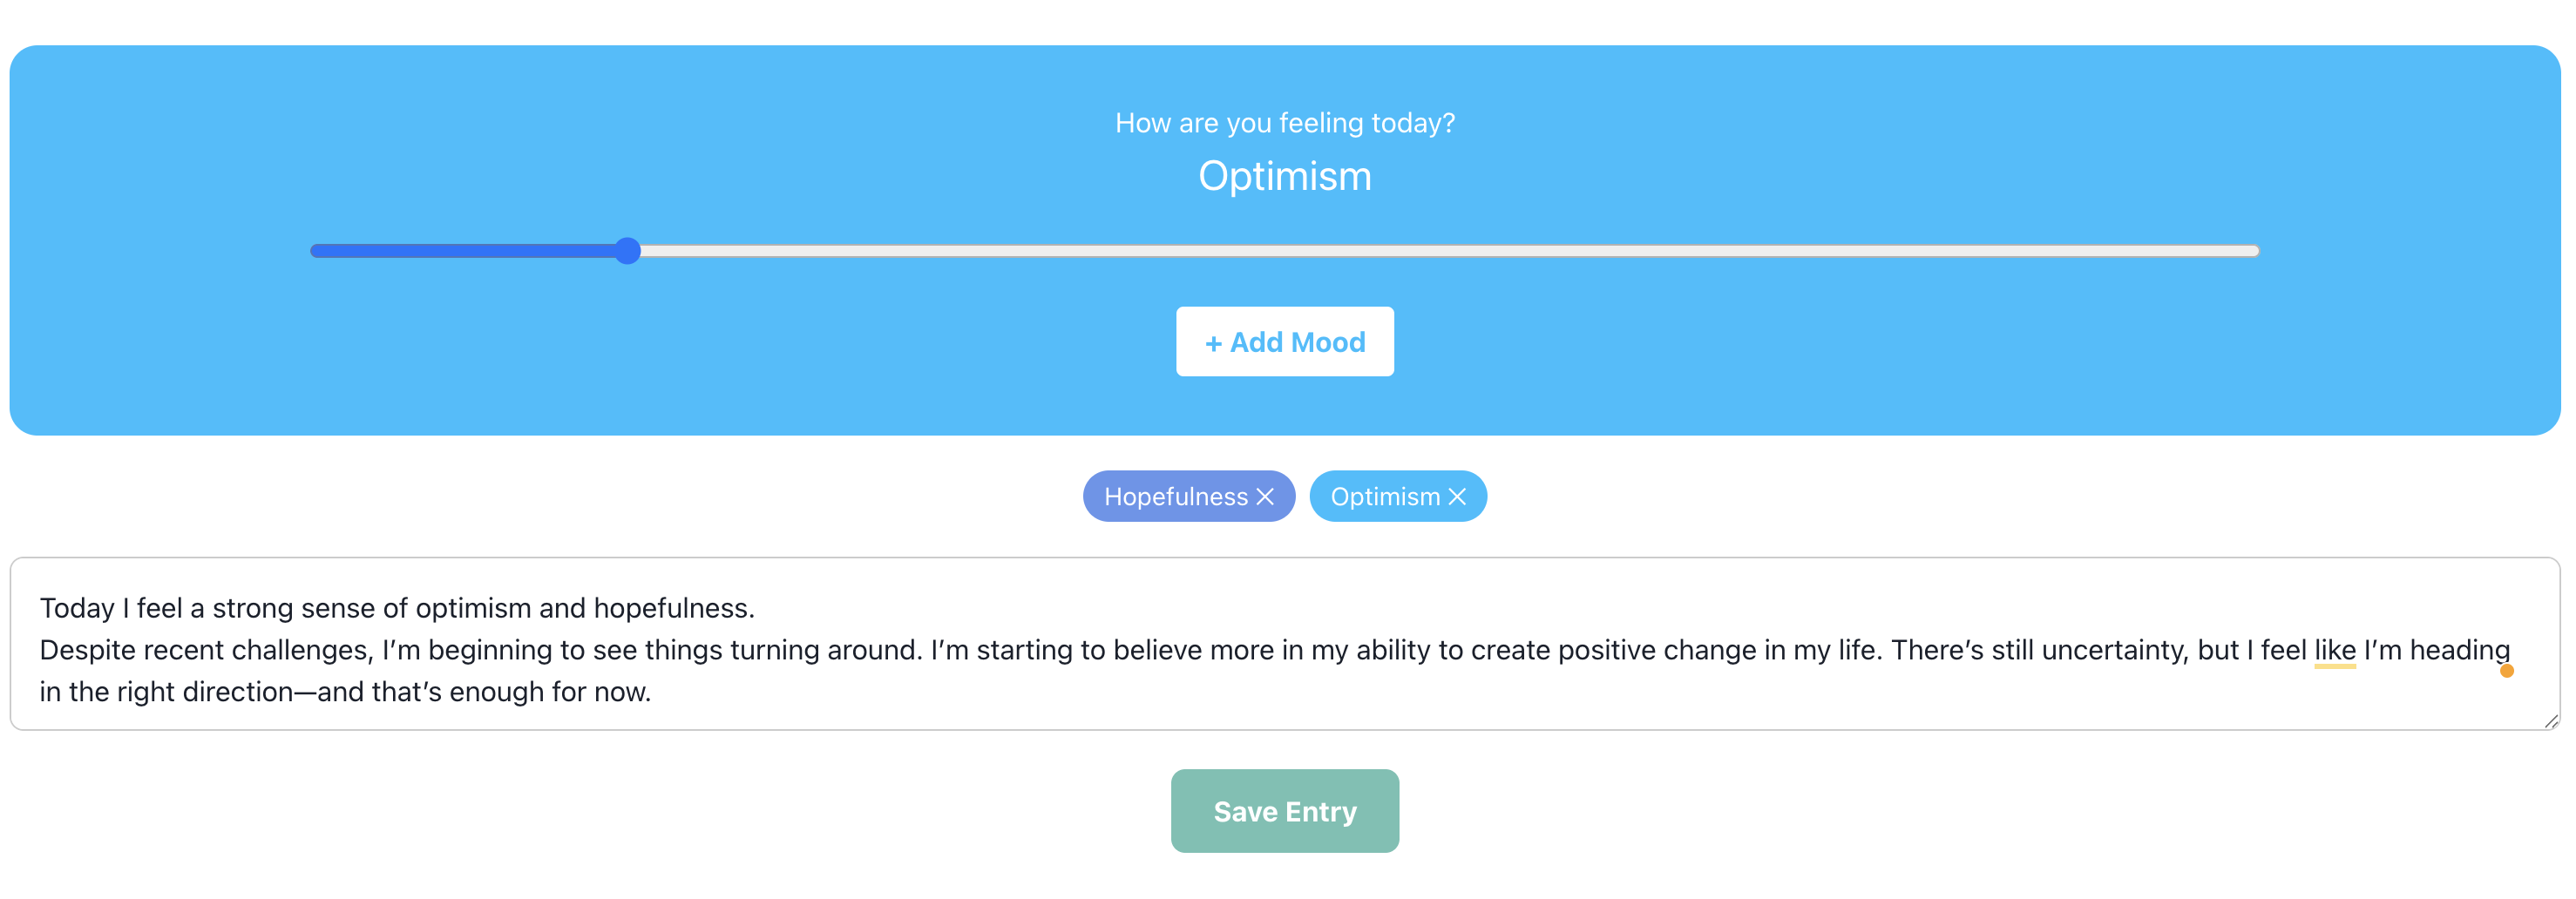 How are you feeling today?
Optimism
+ Add Mood
Hopefulness ×
Optimism ×
Today I feel a strong sense of optimism and hopefulness.
Despite recent challenges, I’m beginning to see things turning around. I’m starting to believe more in my ability to create positive change in my life. There’s still uncertainty, but I feel like I’m heading
in the right direction—and that’s enough for now.
Save Entry